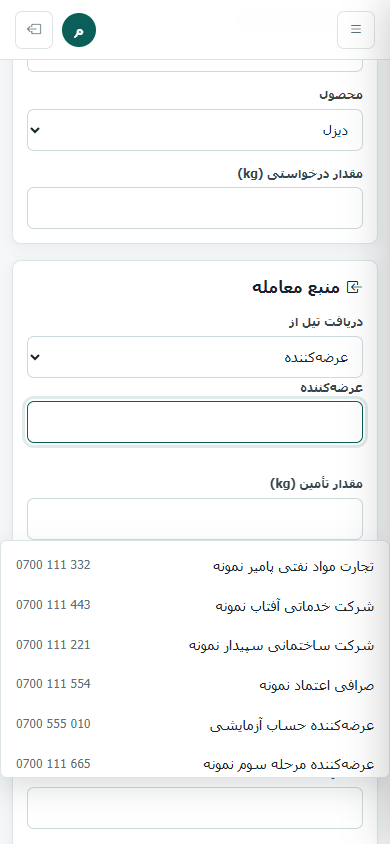 م
محصول
دیزل
مقدار درخواستی (kg)
منبع معامله
دریافت تیل از
عرضه‌کننده
عرضه‌کننده
مقدار تأمین (kg)
تجارت مواد نفتی پامیر نمونه 0700 111 332
شرکت خدماتی آفتاب نمونه 0700 111 443
شرکت ساختمانی سپیدار نمونه 0700 111 221
صرافی اعتماد نمونه 0700 111 554
عرضه‌کننده حساب آزمایشی 0700 555 010
عرضه‌کننده مرحله سوم نمونه 0700 111 665